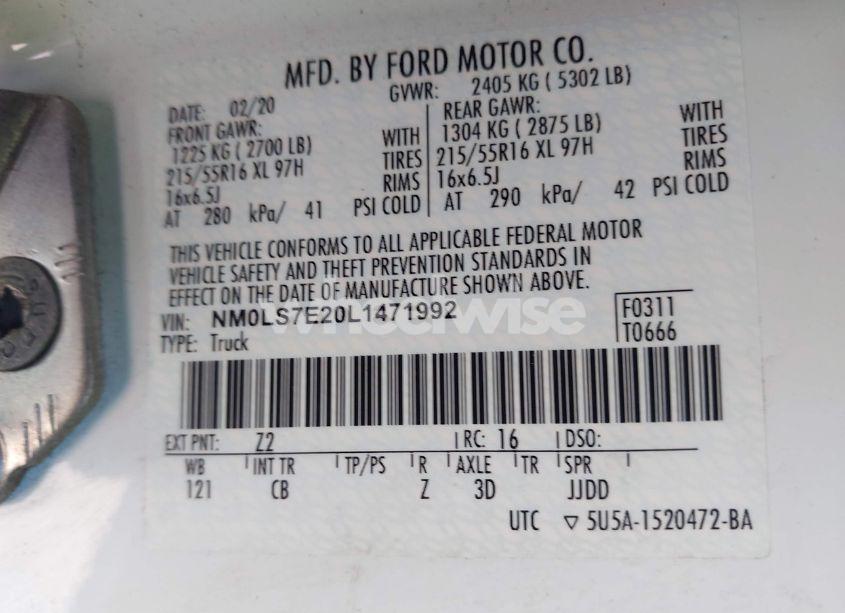 MFD. BY FORD MOTOR CO.
DATE: 02/20 GVWR: 2405 KG ( 5302 LB)
FRONT GAWR: REAR GAWR:
1225 KG ( 2700 LB) WITH 1304 KG ( 2875 LB) WITH
215/55R16 XL 97H TIRES 215/55R16 XL 97H TIRES
16x6.5J RIMS 16x6.5J RIMS
AT 280 kPa/ 41 PSI COLD AT 290 kPa/ 42 PSI COLD
THIS VEHICLE CONFORMS TO ALL APPLICABLE FEDERAL MOTOR
VEHICLE SAFETY AND THEFT PREVENTION STANDARDS IN
EFFECT ON THE DATE OF MANUFACTURE SHOWN ABOVE.
VIN: NM0LS7E20L1471992 F0311
TYPE: Truck T0666
wheelwise
EXT PNT: Z2 RC: 16 DSO:
WB INT TR TP/PS R AXLE TR SPR
121 CB Z 3D JJDD
UTC ▽ 5U5A-1520472-BA